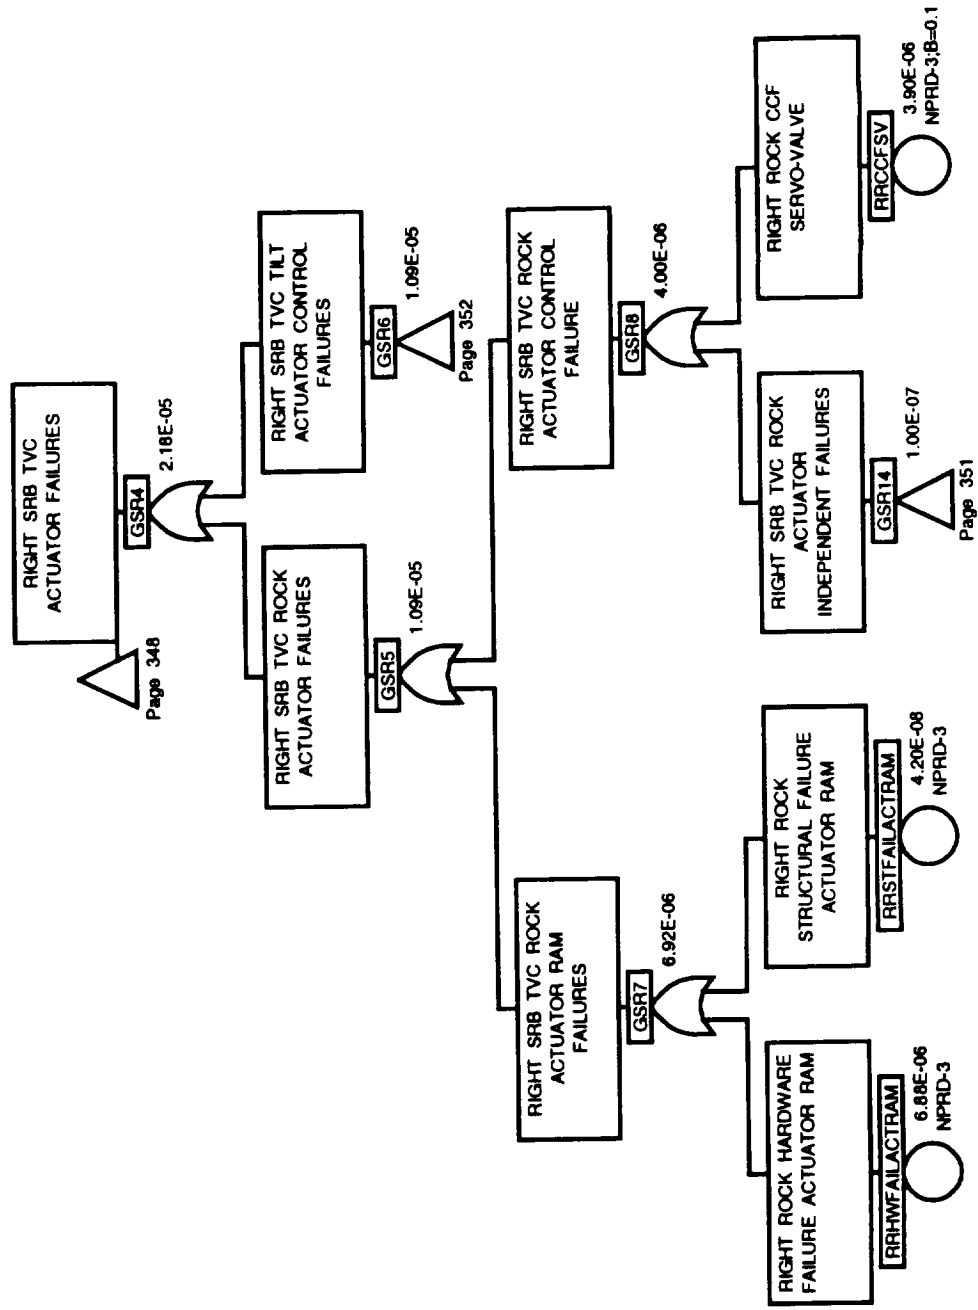 RIGHT SRB TVC
ACTUATOR FAILURES
Page 348
GSR4
2.18E-05
RIGHT SRB TVC ROCK
ACTUATOR FAILURES
GSR5
1.09E-05
RIGHT SRB TVC TILT
ACTUATOR CONTROL
FAILURES
GSR6
1.09E-05
Page 352
RIGHT SRB TVC ROCK
ACTUATOR RAM
FAILURES
GSR7
6.92E-06
RIGHT SRB TVC ROCK
ACTUATOR CONTROL
FAILURE
GSR8
4.00E-06
RIGHT ROCK HARDWARE
FAILURE ACTUATOR RAM
RRHWFAILACTRAM
6.88E-06
NPRD-3
RIGHT ROCK
STRUCTURAL FAILURE
ACTUATOR RAM
RRSTFAILACTRAM
4.20E-08
NPRD-3
RIGHT SRB TVC ROCK
ACTUATOR
INDEPENDENT FAILURES
GSR14
1.00E-07
Page 351
RIGHT ROCK CCF
SERVO-VALVE
RRCCFSV
3.90E-06
NPRD-3;B=0.1